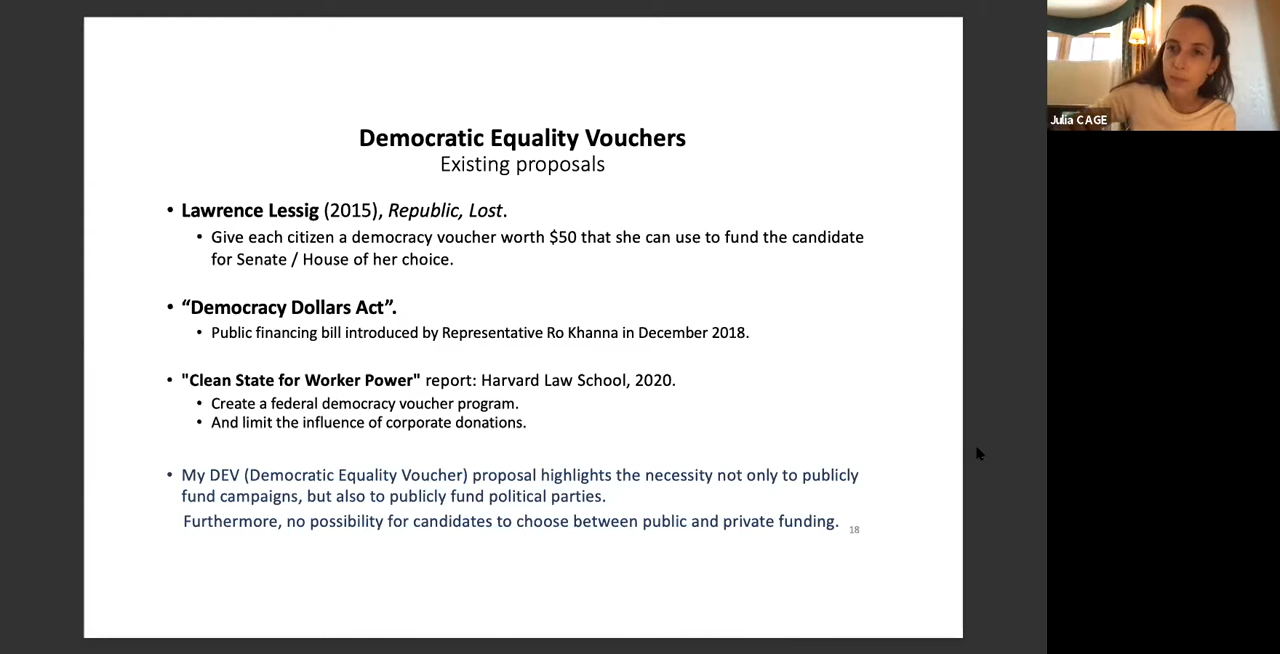 Democratic Equality Vouchers
Existing proposals
• Lawrence Lessig (2015), Republic, Lost.
• Give each citizen a democracy voucher worth $50 that she can use to fund the candidate
for Senate / House of her choice.
• “Democracy Dollars Act”.
• Public financing bill introduced by Representative Ro Khanna in December 2018.
• "Clean State for Worker Power" report: Harvard Law School, 2020.
• Create a federal democracy voucher program.
• And limit the influence of corporate donations.
• My DEV (Democratic Equality Voucher) proposal highlights the necessity not only to publicly
fund campaigns, but also to publicly fund political parties.
Furthermore, no possibility for candidates to choose between public and private funding.
18
Julia CAGE